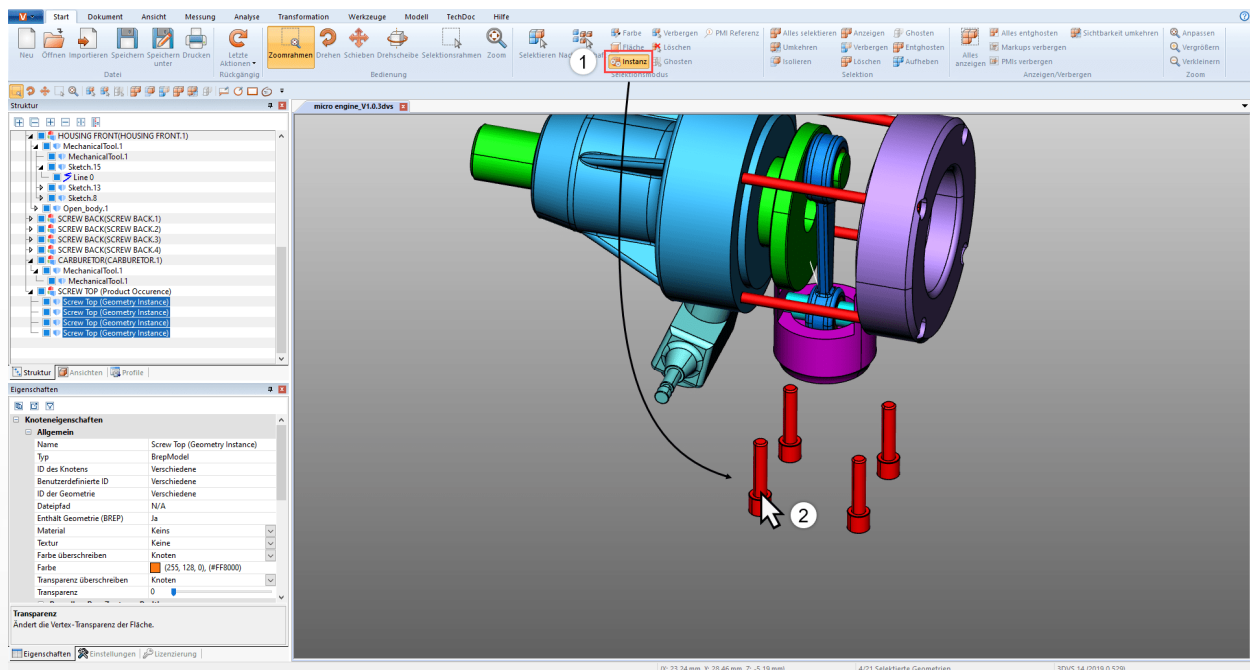 Start Dokument Ansicht Messung Analyse Transformation Werkzeuge Modell TechDoc Hilfe
Neu Öffnen Importieren Speichern Speichern unter Drucken
Datei
Letzte Aktionen
Rückgängig
Zoomrahmen Drehen Schieben Drehscheibe Selektionsrahmen Zoom
Bedienung
Selektieren
Farbe Verbergen PMI Referenz
Fläche Löschen
Instanz Ghosten
Selektionsmodus
Alles selektieren Anzeigen Ghosten
Umkehren Verbergen Entghosten
Isolieren Löschen Aufheben
Selektion
Alles anzeigen
Alles entghosten Sichtbarkeit umkehren
Markups verbergen
PMIs verbergen
Anzeigen/Verbergen
Anpassen
Vergrößern
Verkleinern
Zoom
1
Struktur
micro engine_V1.0.3dvs
HOUSING FRONT(HOUSING FRONT.1)
MechanicalTool.1
MechanicalTool.1
Sketch.15
Line 0
Sketch.13
Sketch.8
Open_body.1
SCREW BACK(SCREW BACK.1)
SCREW BACK(SCREW BACK.2)
SCREW BACK(SCREW BACK.3)
SCREW BACK(SCREW BACK.4)
CARBURETOR(CARBURETOR.1)
MechanicalTool.1
MechanicalTool.1
SCREW TOP (Product Occurence)
Screw Top (Geometry Instance)
Screw Top (Geometry Instance)
Screw Top (Geometry Instance)
Screw Top (Geometry Instance)
Struktur Ansichten Profile
Eigenschaften
Knoteneigenschaften
Allgemein
Name Screw Top (Geometry Instance)
Typ BrepModel
ID des Knotens Verschiedene
Benutzerdefinierte ID Verschiedene
ID der Geometrie Verschiedene
Dateipfad N/A
Enthält Geometrie (BREP) Ja
Material Keins
Textur Keine
Farbe überschreiben Knoten
Farbe (255, 128, 0), (#FF8000)
Transparenz überschreiben Knoten
Transparenz 0
Transparenz
Ändert die Vertex-Transparenz der Fläche.
Eigenschaften Einstellungen Lizenzierung
2
4/21 Selektierte Geometrien
3DVS 14 (2019.0.529)